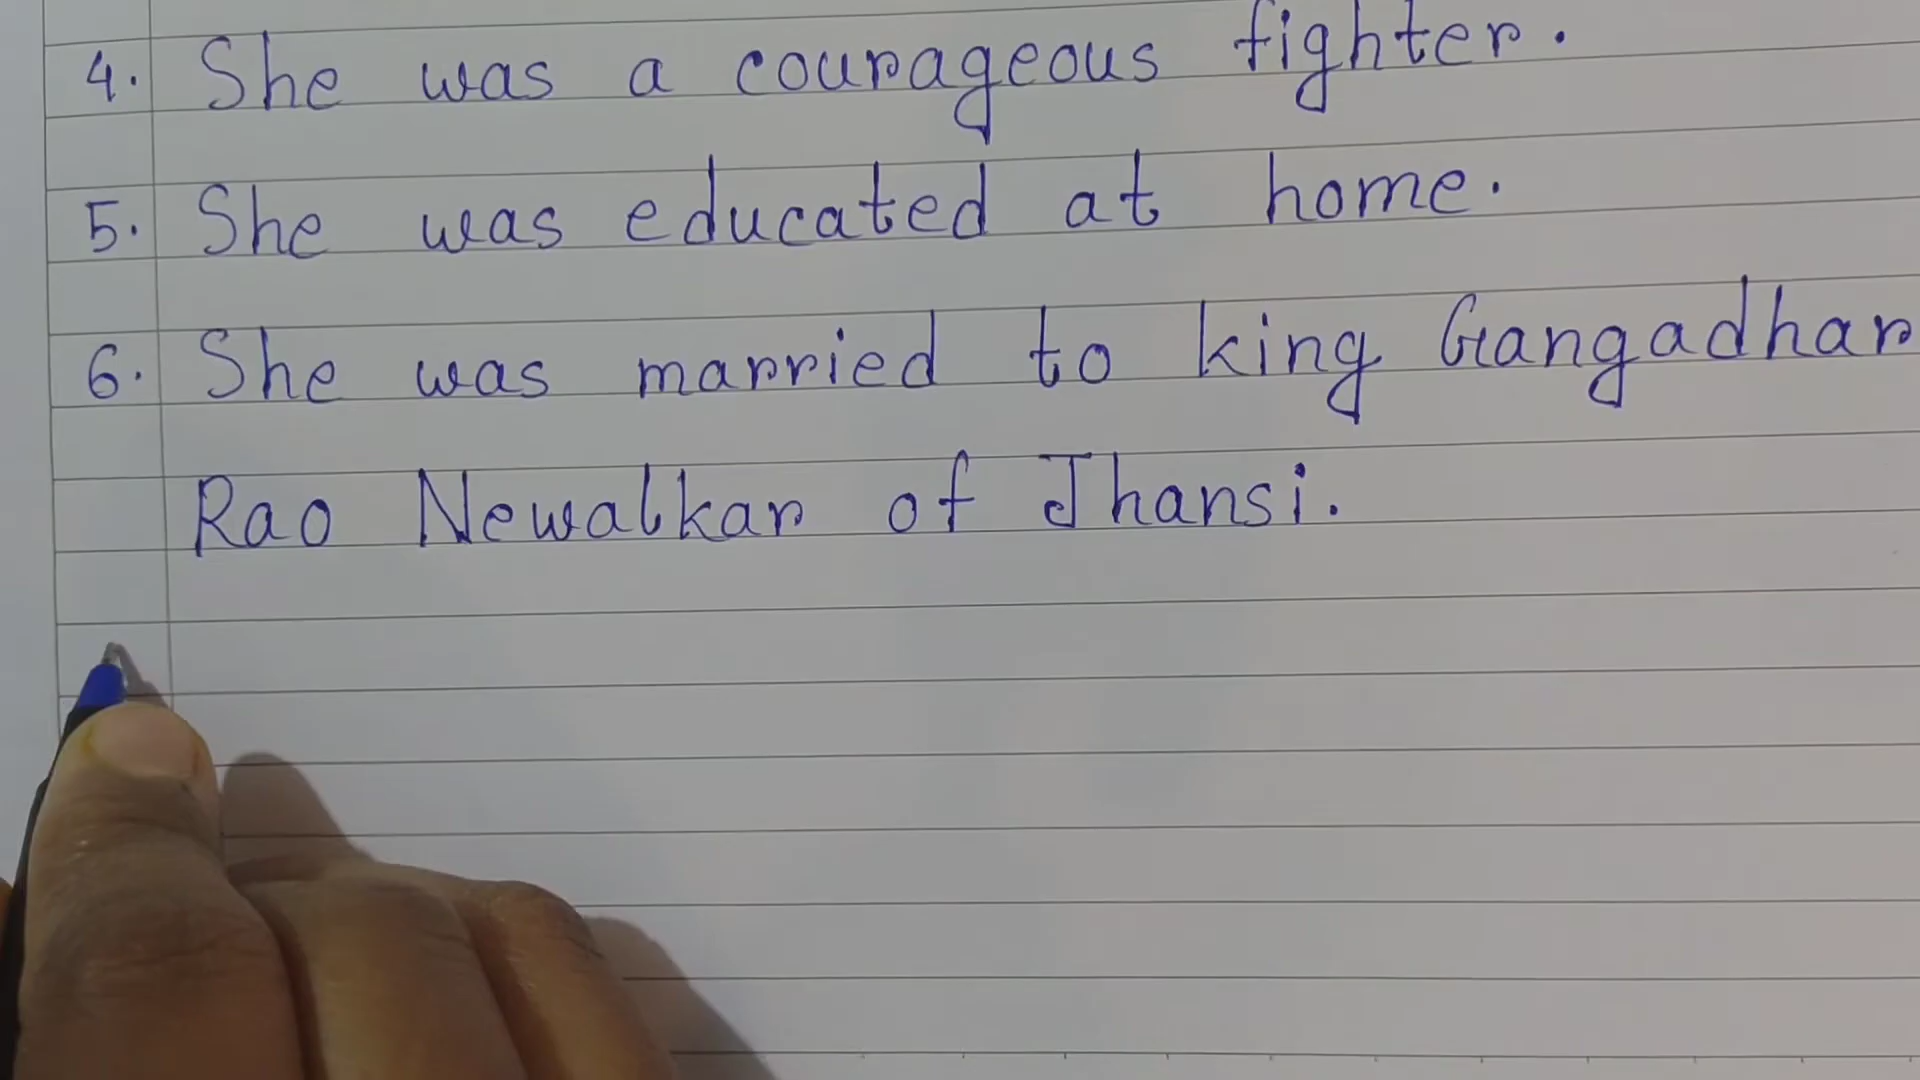 4. She was a courageous fighter.
5. She was educated at home.
6. She was married to king Gangadhar
Rao Newalkar of Jhansi.